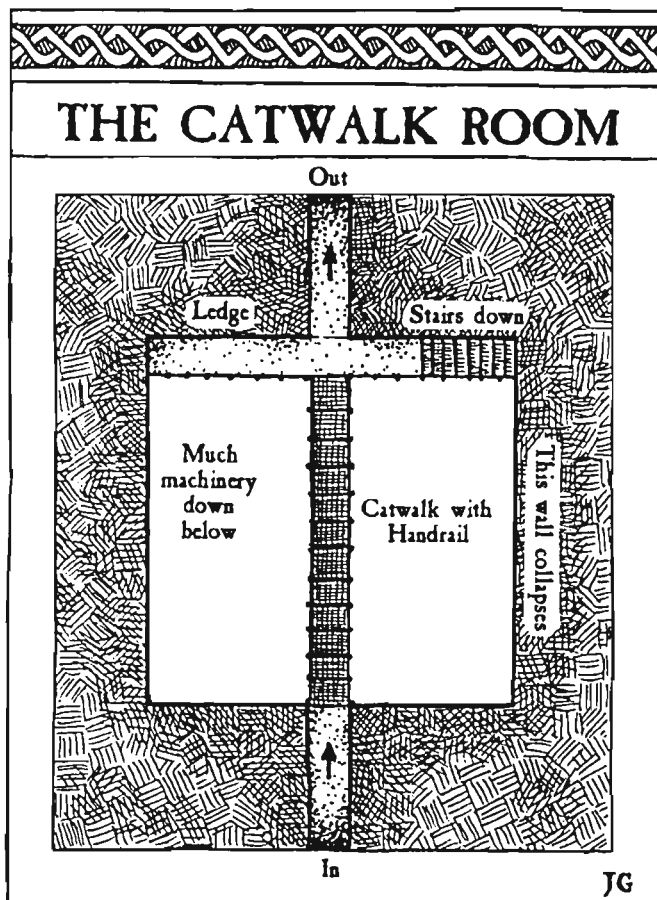 THE CATWALK ROOM
Out
Ledge
Stairs down
Much
machinery
down
below
Catwalk with
Handrail
This wall collapses
In
JG